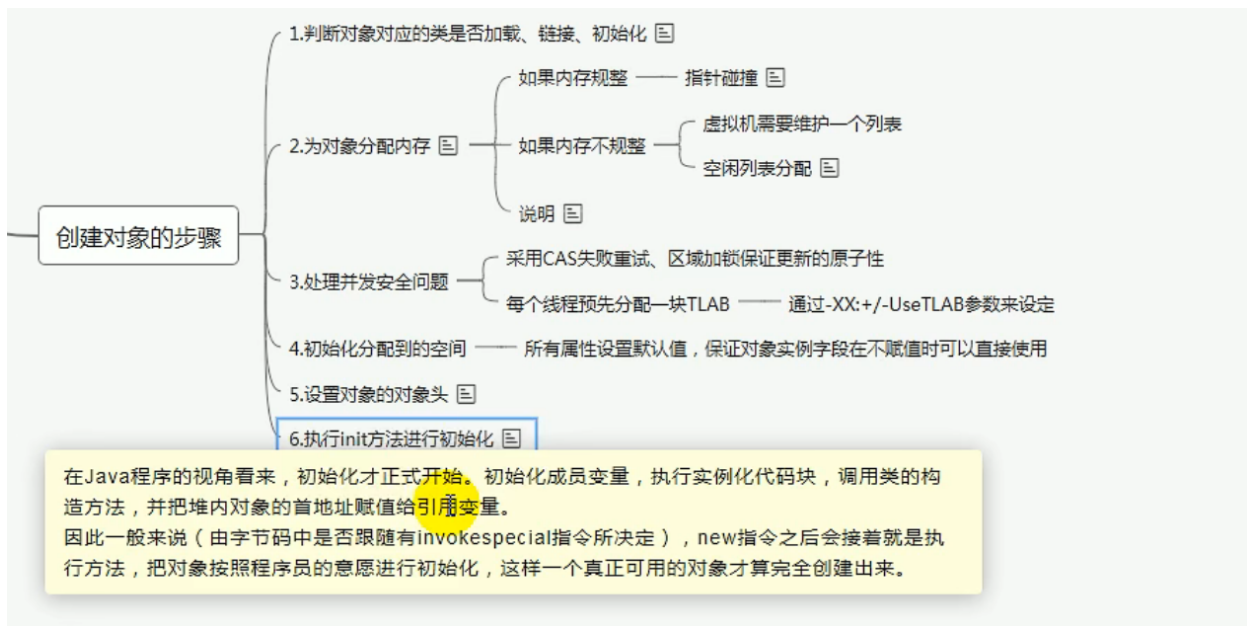 1.判断对象对应的类是否加载、链接、初始化
如果内存规整
指针碰撞
虚拟机需要维护一个列表
2.为对象分配内存
如果内存不规整
空闲列表分配
说明
创建对象的步骤
采用CAS失败重试、区域加锁保证更新的原子性
3.处理并发安全问题
每个线程预先分配一块TLAB
通过-XX:+/-UseTLAB参数来设定
4.初始化分配到的空间
所有属性设置默认值，保证对象实例字段在不赋值时可以直接使用
5.设置对象的对象头
6.执行init方法进行初始化
在Java程序的视角看来，初始化才正式开始。初始化成员变量，执行实例化代码块，调用类的构
造方法，并把堆内对象的首地址赋值给引用变量。
因此一般来说（由字节码中是否跟随有invokespecial指令所决定），new指令之后会接着就是执
行方法，把对象按照程序员的意愿进行初始化，这样一个真正可用的对象才算完全创建出来。